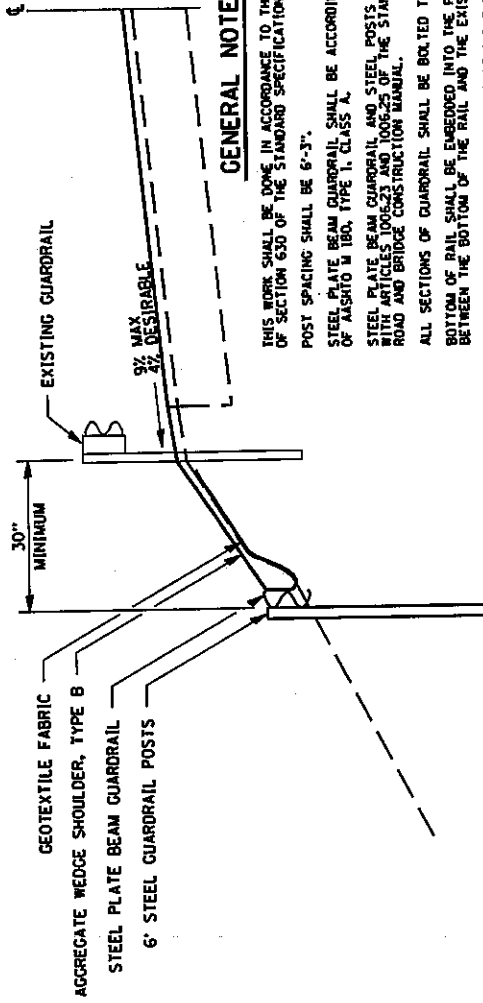 ℄
EXISTING GUARDRAIL
30"
MINIMUM
9% MAX
4% DESIRABLE
GEOTEXTILE FABRIC
AGGREGATE WEDGE SHOULDER, TYPE B
STEEL PLATE BEAM GUARDRAIL
6' STEEL GUARDRAIL POSTS
GENERAL NOTE
THIS WORK SHALL BE DONE IN ACCORDANCE TO TH
OF SECTION 630 OF THE STANDARD SPECIFICATION
POST SPACING SHALL BE 6'-3".
STEEL PLATE BEAM GUARDRAIL SHALL BE ACCORDI
OF AASHTO M 180, TYPE 1, CLASS A.
STEEL PLATE BEAM GUARDRAIL AND STEEL POSTS
WITH ARTICLES 1006.23 AND 1006.25 OF THE STA
ROAD AND BRIDGE CONSTRUCTION MANUAL.
ALL SECTIONS OF GUARDRAIL SHALL BE BOLTED T
BOTTOM OF RAIL SHALL BE EMBEDDED INTO THE
BETWEEN THE BOTTOM OF THE RAIL AND THE EXIS